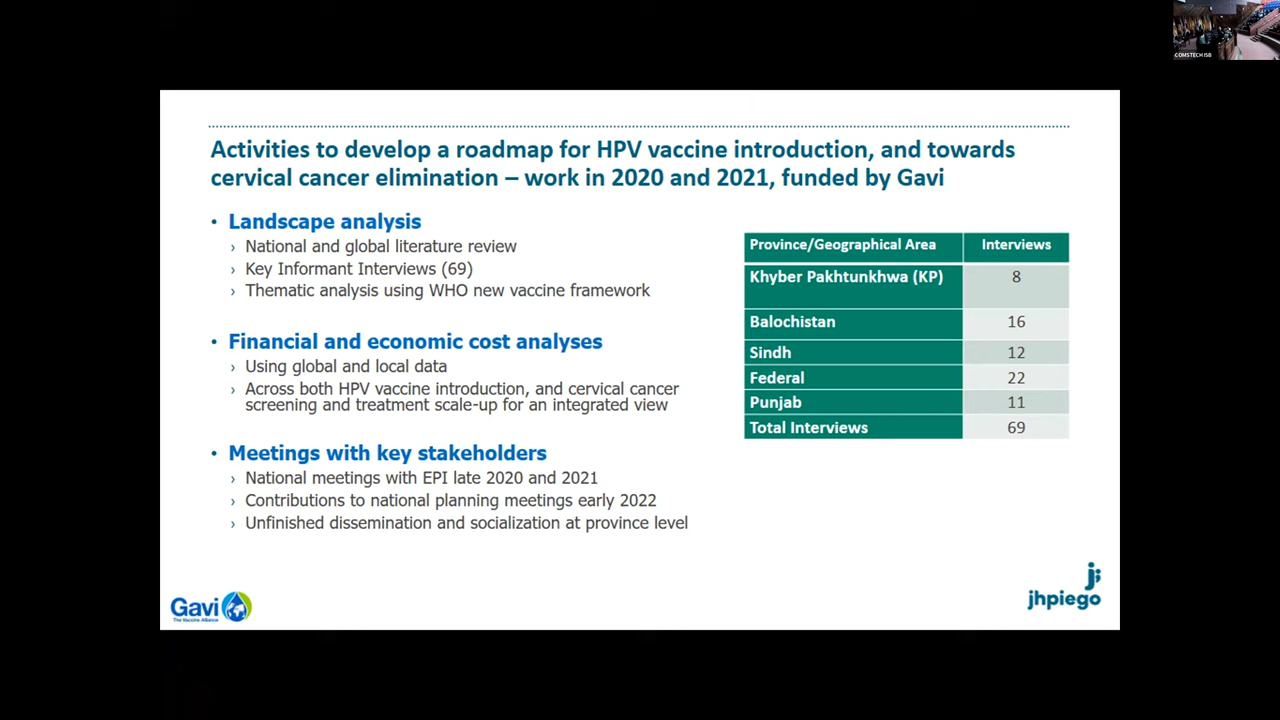 COMSTECH ISB
Activities to develop a roadmap for HPV vaccine introduction, and towards
cervical cancer elimination – work in 2020 and 2021, funded by Gavi
• Landscape analysis
› National and global literature review
› Key Informant Interviews (69)
› Thematic analysis using WHO new vaccine framework
• Financial and economic cost analyses
› Using global and local data
› Across both HPV vaccine introduction, and cervical cancer
screening and treatment scale-up for an integrated view
• Meetings with key stakeholders
› National meetings with EPI late 2020 and 2021
› Contributions to national planning meetings early 2022
› Unfinished dissemination and socialization at province level
Province/Geographical Area Interviews
Khyber Pakhtunkhwa (KP) 8
Balochistan 16
Sindh 12
Federal 22
Punjab 11
Total Interviews 69
Gavi
The Vaccine Alliance
jhpiego